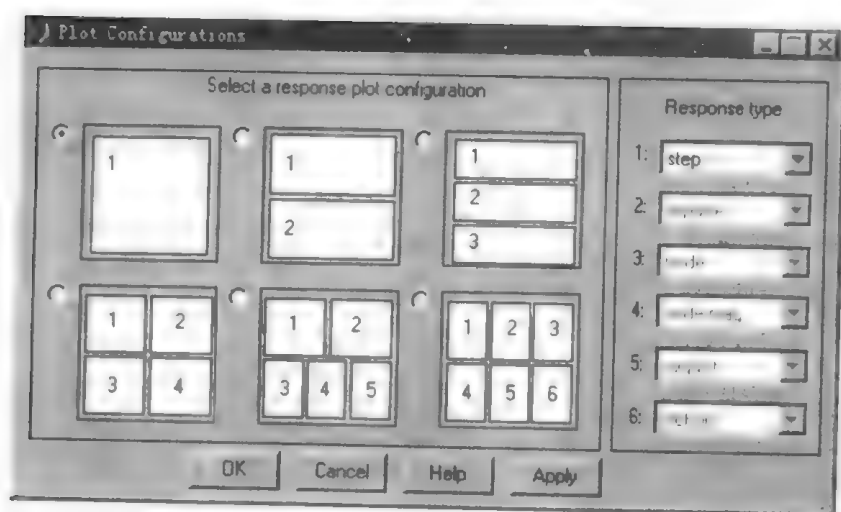 Plot Configurations
Select a response plot configuration
1
1
2
1
2
3
1 2
3 4
1 2
3 4 5
1 2 3
4 5 6
Response type
1: step
2:
3:
4:
5:
6:
OK Cancel Help Apply